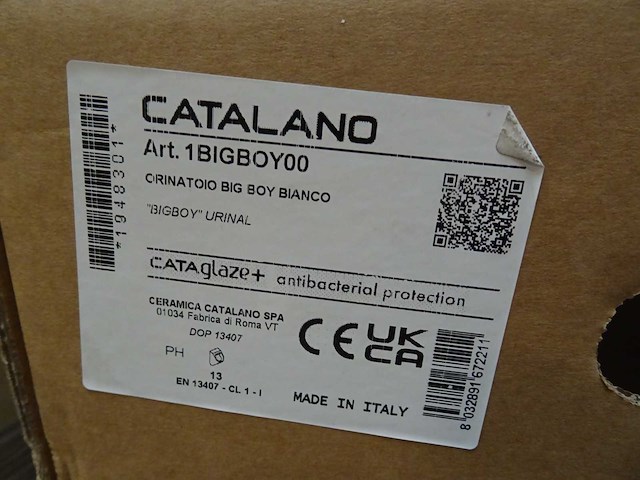 CATALANO
Art. 1BIGBOY00
ORINATOIO BIG BOY BIANCO
"BIGBOY" URINAL
*1948301*
CATAglaze+ antibacterial protection
CERAMICA CATALANO SPA
01034 Fabrica di Roma VT
DOP 13407
PH
13
EN 13407 - CL 1 - I
CE UK
CA
MADE IN ITALY
8 032891 672211